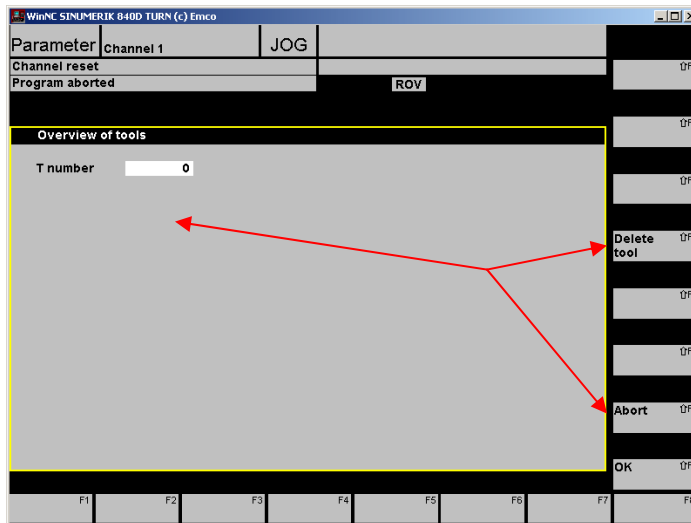 WinNC SINUMERIK 840D TURN (c) Emco
Parameter Channel 1 JOG
Channel reset
Program aborted ROV
Overview of tools
T number 0
Delete
tool
Abort
OK
F1 F2 F3 F4 F5 F6 F7 F8